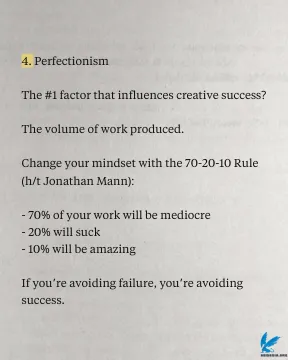 4. Perfectionism
The #1 factor that influences creative success?
The volume of work produced.
Change your mindset with the 70-20-10 Rule
(h/t Jonathan Mann):
- 70% of your work will be mediocre
- 20% will suck
- 10% will be amazing
If you're avoiding failure, you're avoiding
success.